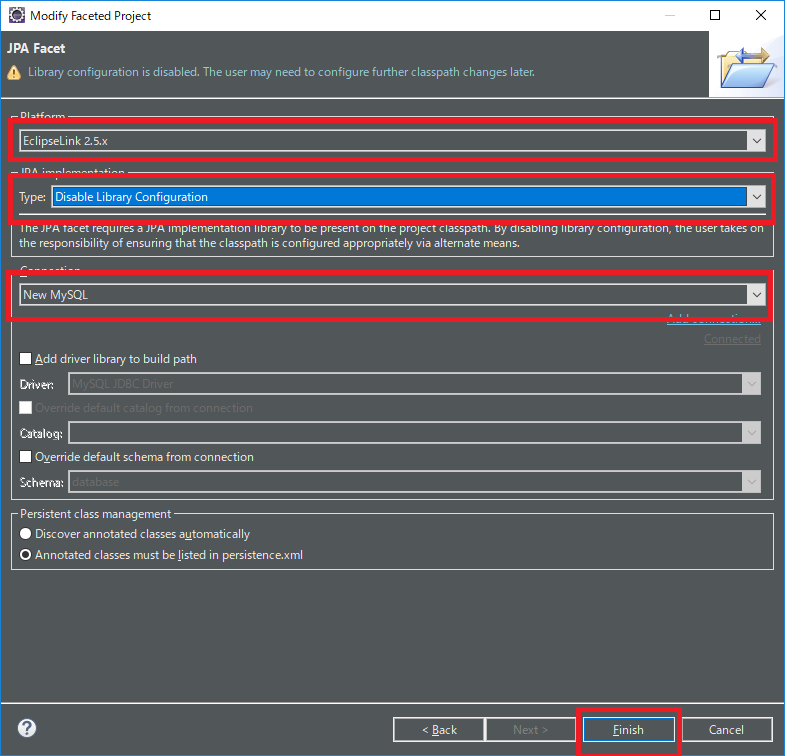 Modify Faceted Project
JPA Facet
Library configuration is disabled. The user may need to configure further classpath changes later.
Platform
EclipseLink 2.5.x
JPA implementation
Type: Disable Library Configuration
The JPA facet requires a JPA implementation library to be present on the project classpath. By disabling library configuration, the user takes on
the responsibility of ensuring that the classpath is configured appropriately via alternate means.
Connection
New MySQL
Add connection...
Connected
Add driver library to build path
Driver: MySQL JDBC Driver
Override default catalog from connection
Catalog:
Override default schema from connection
Schema: database
Persistent class management
Discover annotated classes automatically
Annotated classes must be listed in persistence.xml
< Back Next > Finish Cancel